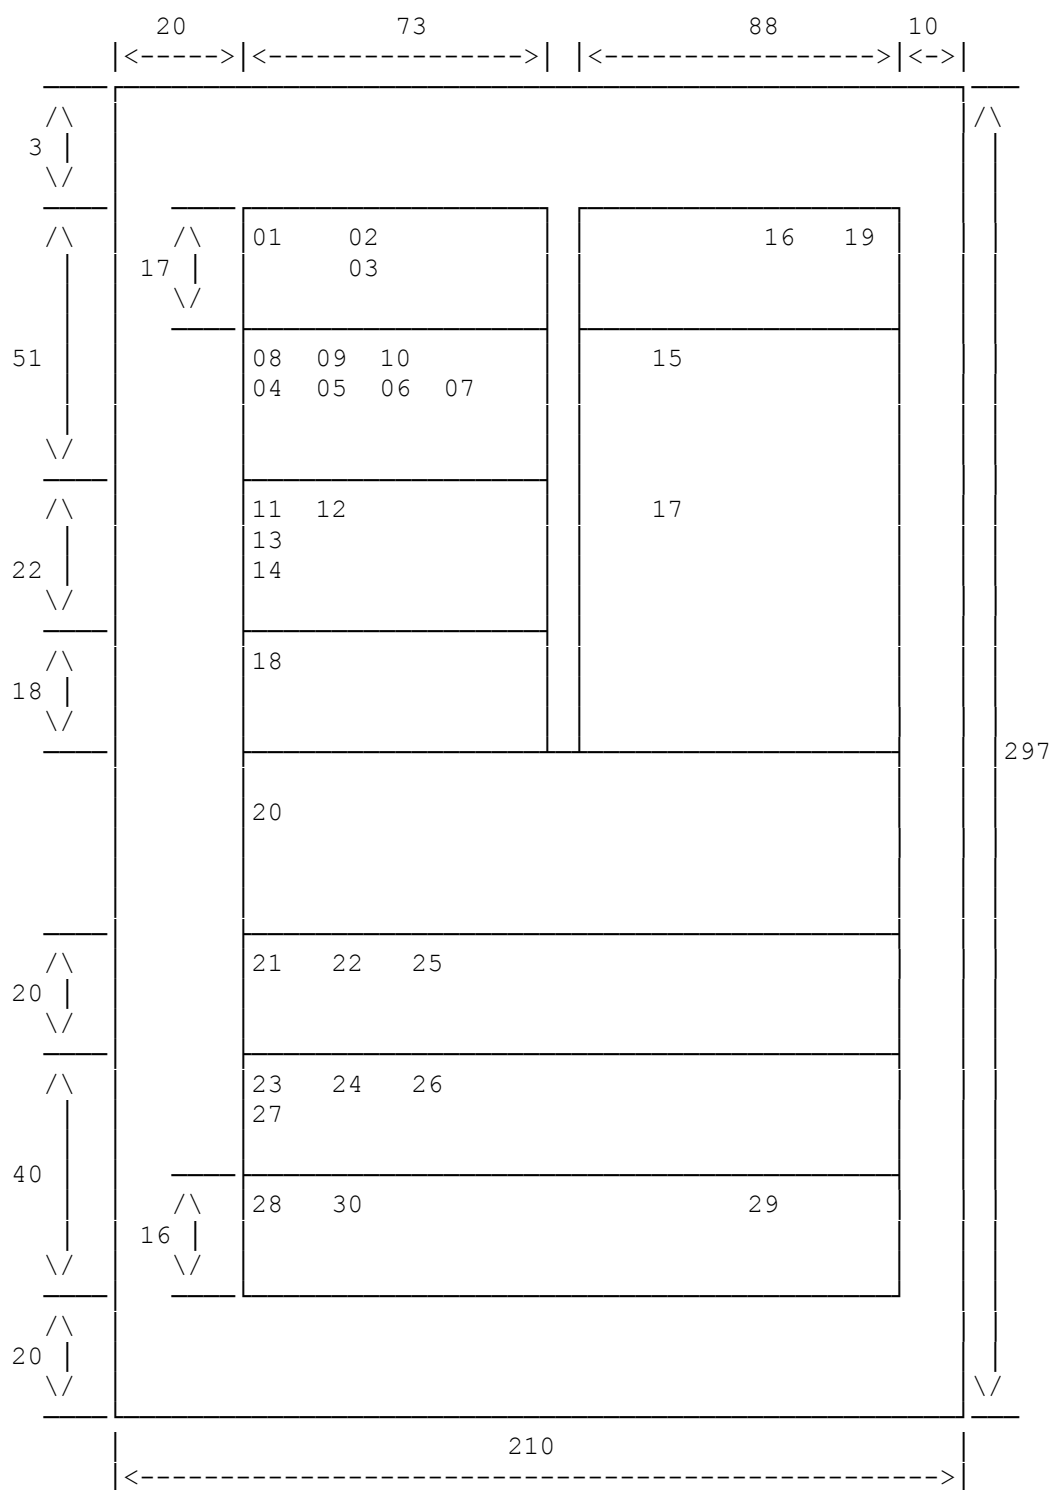 20 73 88 10
|<----->|<---------------->| |<----------------->|<->|
/\ /\
3 |
\/
/\ /\ 01 02 16 19
17 | 03
\/
51 08 09 10 15
04 05 06 07
\/
/\ 11 12 17
13
22 | 14
\/
/\ 18
18 |
\/
297
20
/\ 21 22 25
20 |
\/
/\ 23 24 26
27
40
/\ 28 30 29
16 |
\/ \/
/\
20 |
\/ \/
210
|<-------------------------------------------------->|